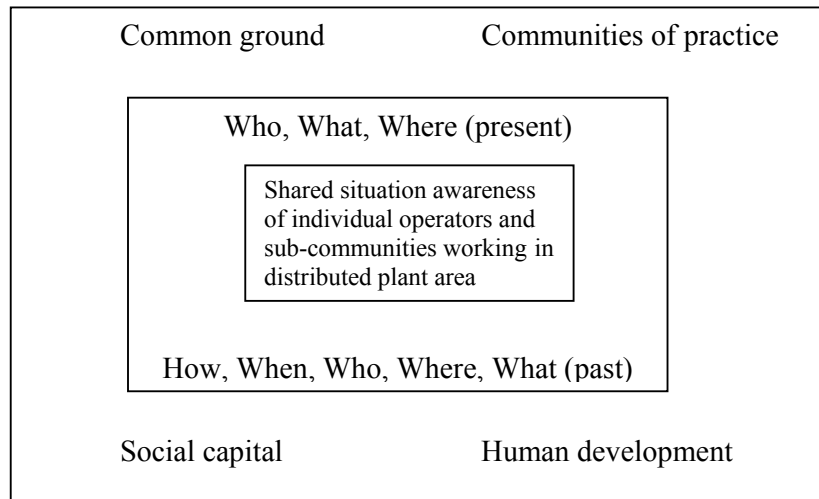 Common ground
Communities of practice
Who, What, Where (present)
Shared situation awareness
of individual operators and
sub-communities working in
distributed plant area
How, When, Who, Where, What (past)
Social capital
Human development